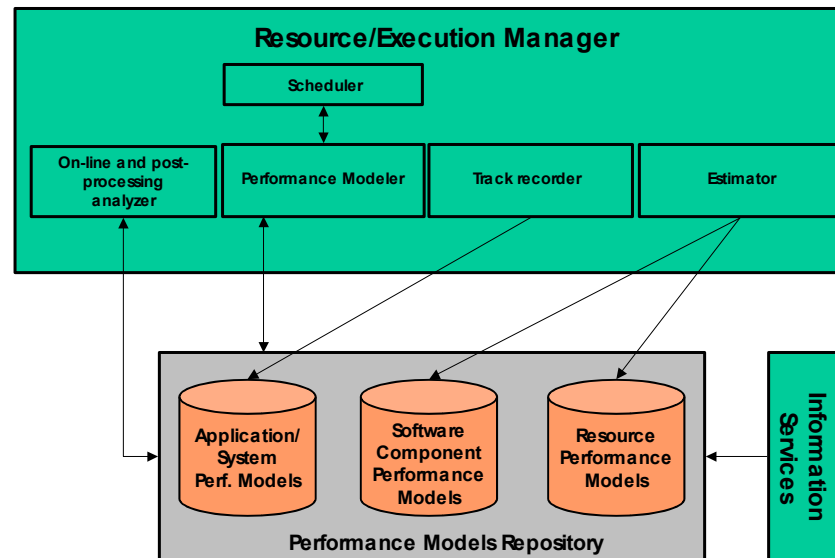 Resource/Execution Manager
Scheduler
On-line and post-
processing
analyzer
Performance Modeler
Track recorder
Estimator
Application/
System
Perf. Models
Software
Component
Performance
Models
Resource
Performance
Models
Information
Services
Performance Models Repository